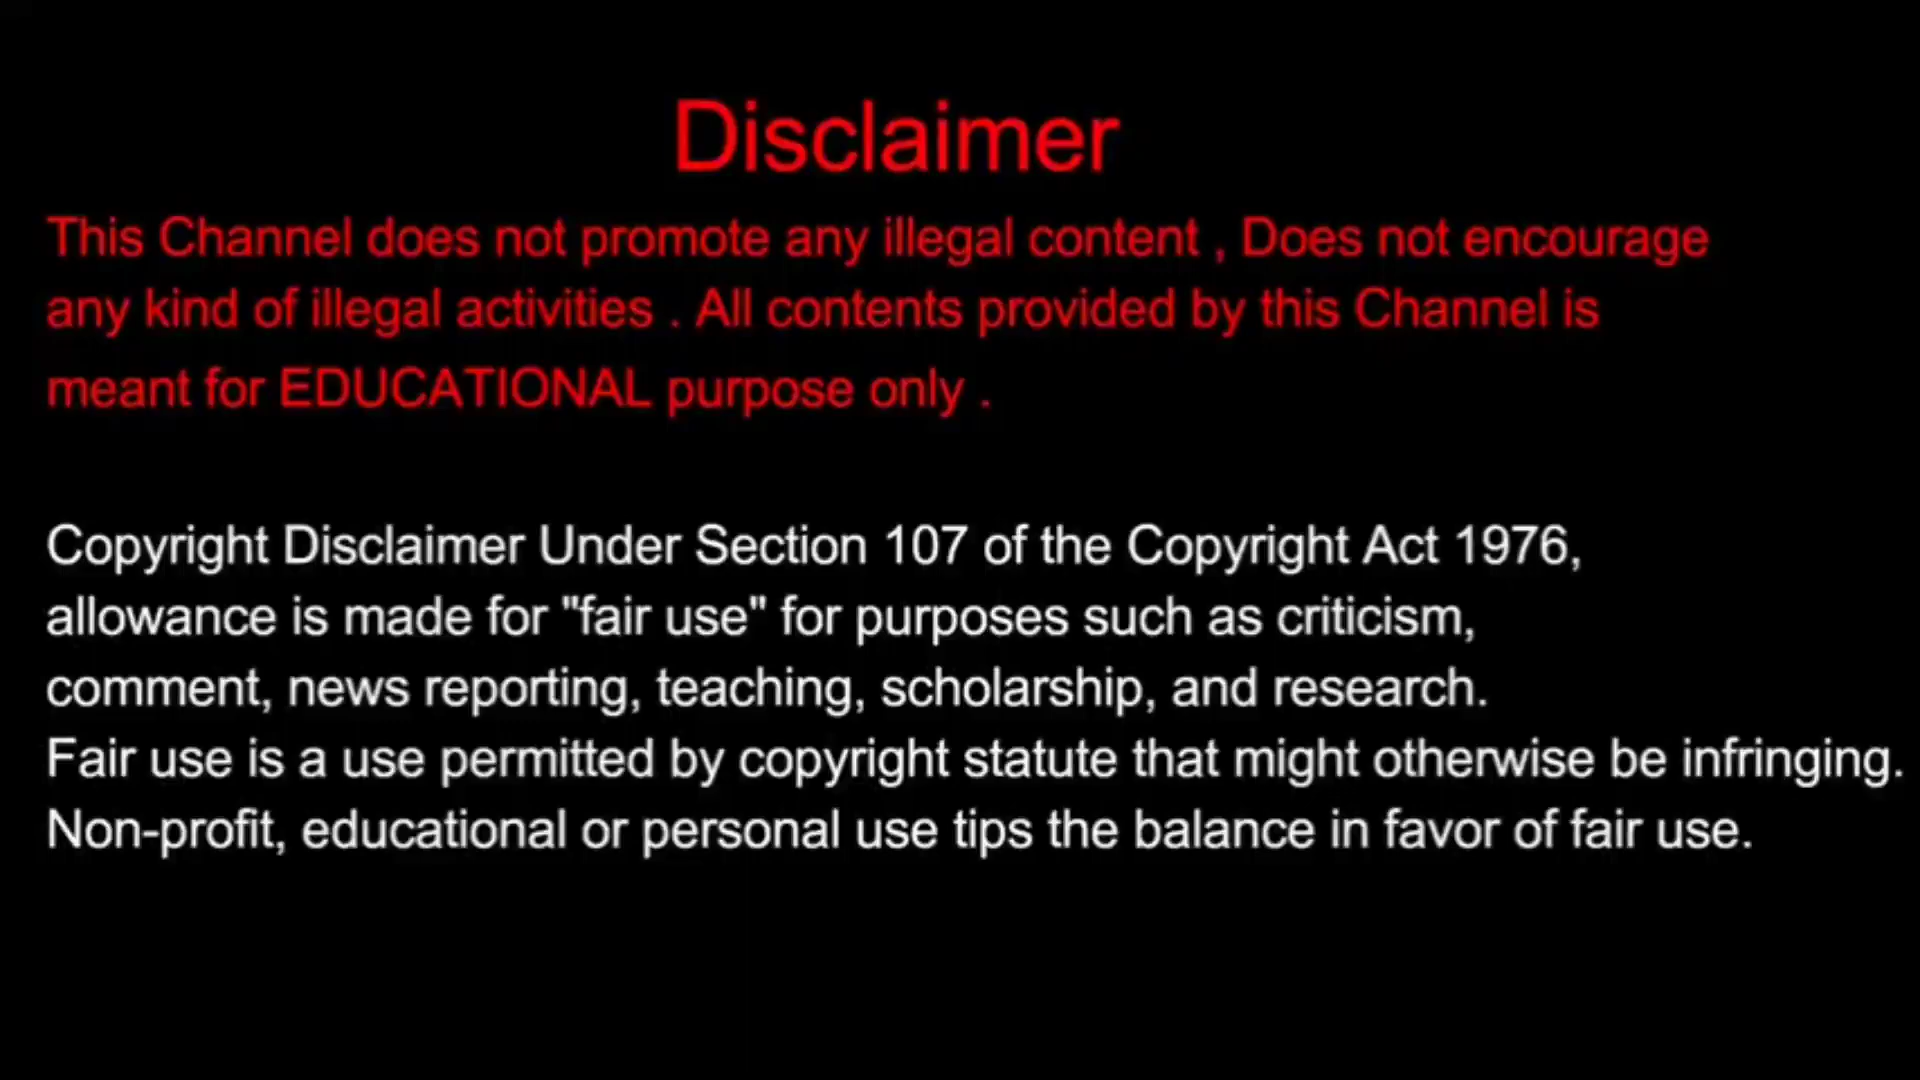 Disclaimer
This Channel does not promote any illegal content , Does not encourage
any kind of illegal activities . All contents provided by this Channel is
meant for EDUCATIONAL purpose only .
Copyright Disclaimer Under Section 107 of the Copyright Act 1976,
allowance is made for "fair use" for purposes such as criticism,
comment, news reporting, teaching, scholarship, and research.
Fair use is a use permitted by copyright statute that might otherwise be infringing.
Non-profit, educational or personal use tips the balance in favor of fair use.